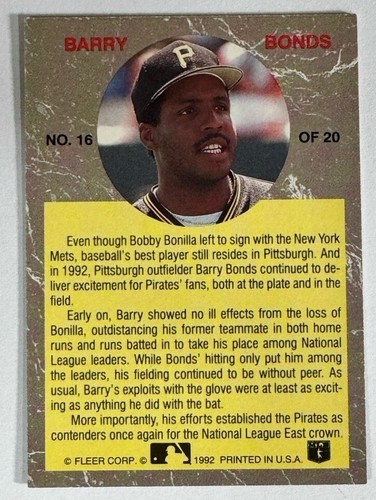 BARRY BONDS
P
NO. 16 OF 20
Even though Bobby Bonilla left to sign with the New York
Mets, baseball's best player still resides in Pittsburgh. And
in 1992, Pittsburgh outfielder Barry Bonds continued to de-
liver excitement for Pirates' fans, both at the plate and in
the field.
Early on, Barry showed no ill effects from the loss of
Bonilla, outdistancing his former teammate in both home
runs and runs batted in to take his place among National
League leaders. While Bonds' hitting only put him among
the leaders, his fielding continued to be without peer. As
usual, Barry's exploits with the glove were at least as excit-
ing as anything he did with the bat.
More importantly, his efforts established the Pirates as
contenders once again for the National League East crown.
© FLEER CORP. © 1992 PRINTED IN U.S.A.